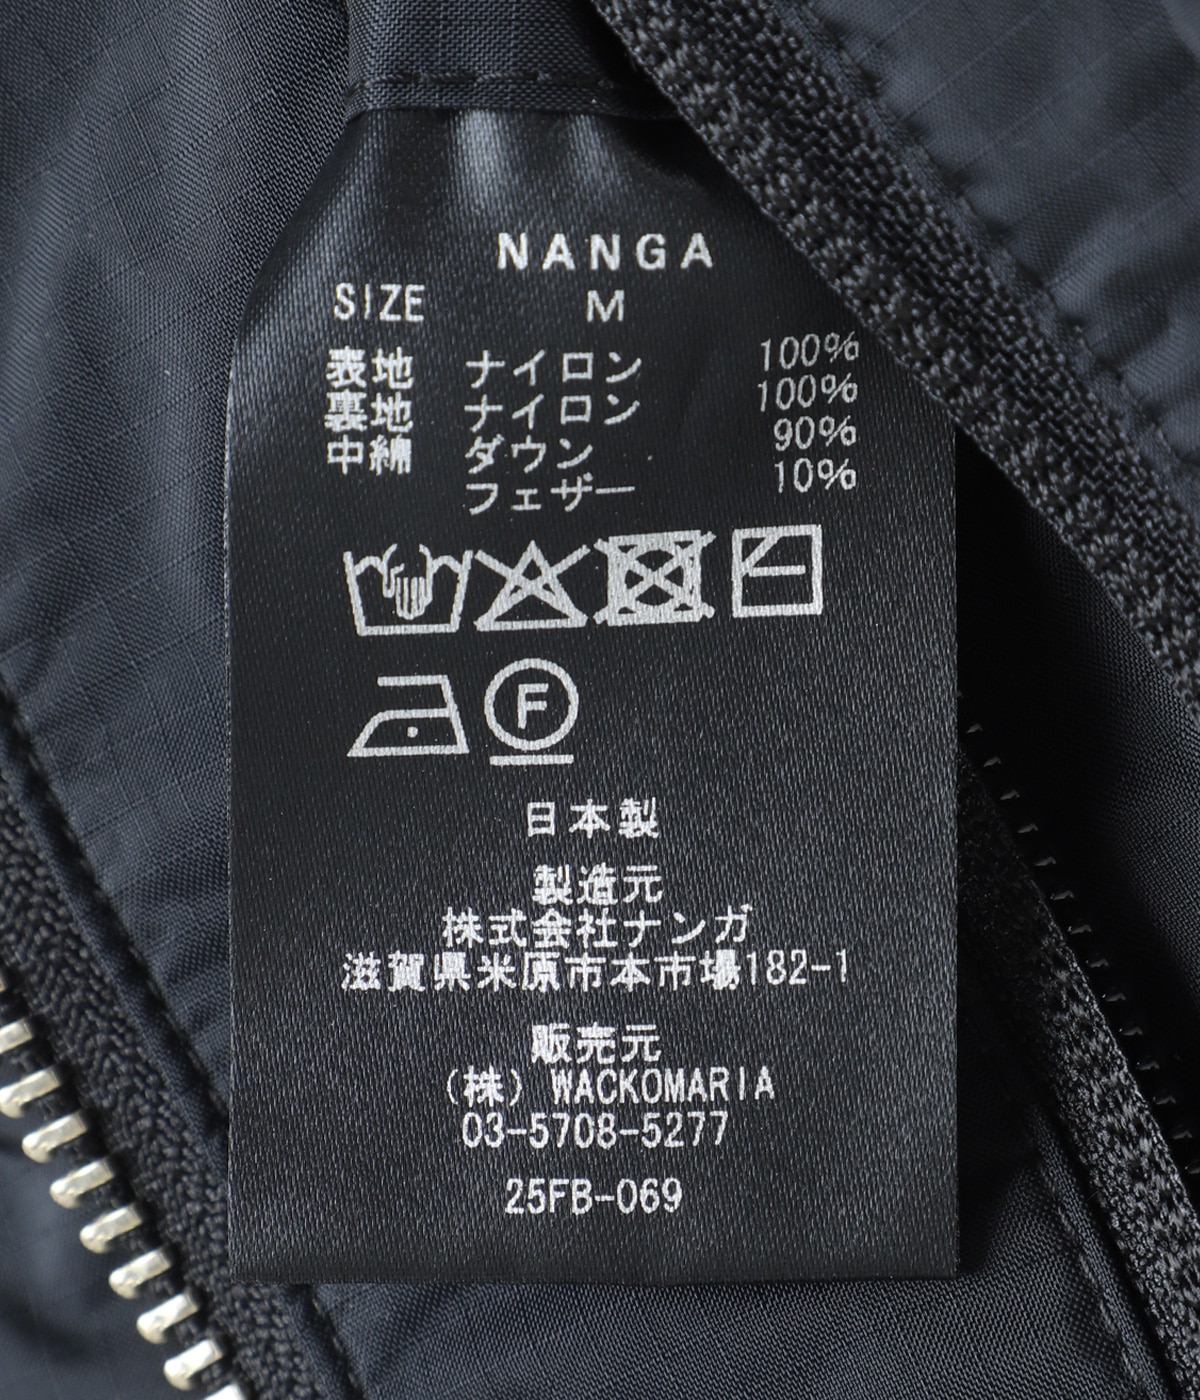 NANGA
SIZE M
表地 ナイロン 100%
裏地 ナイロン 100%
中綿 ダウン 90%
フェザー 10%
F
日本製
製造元
株式会社ナンガ
滋賀県米原市本市場182-1
販売元
(株) WACKOMARIA
03-5708-5277
25FB-069